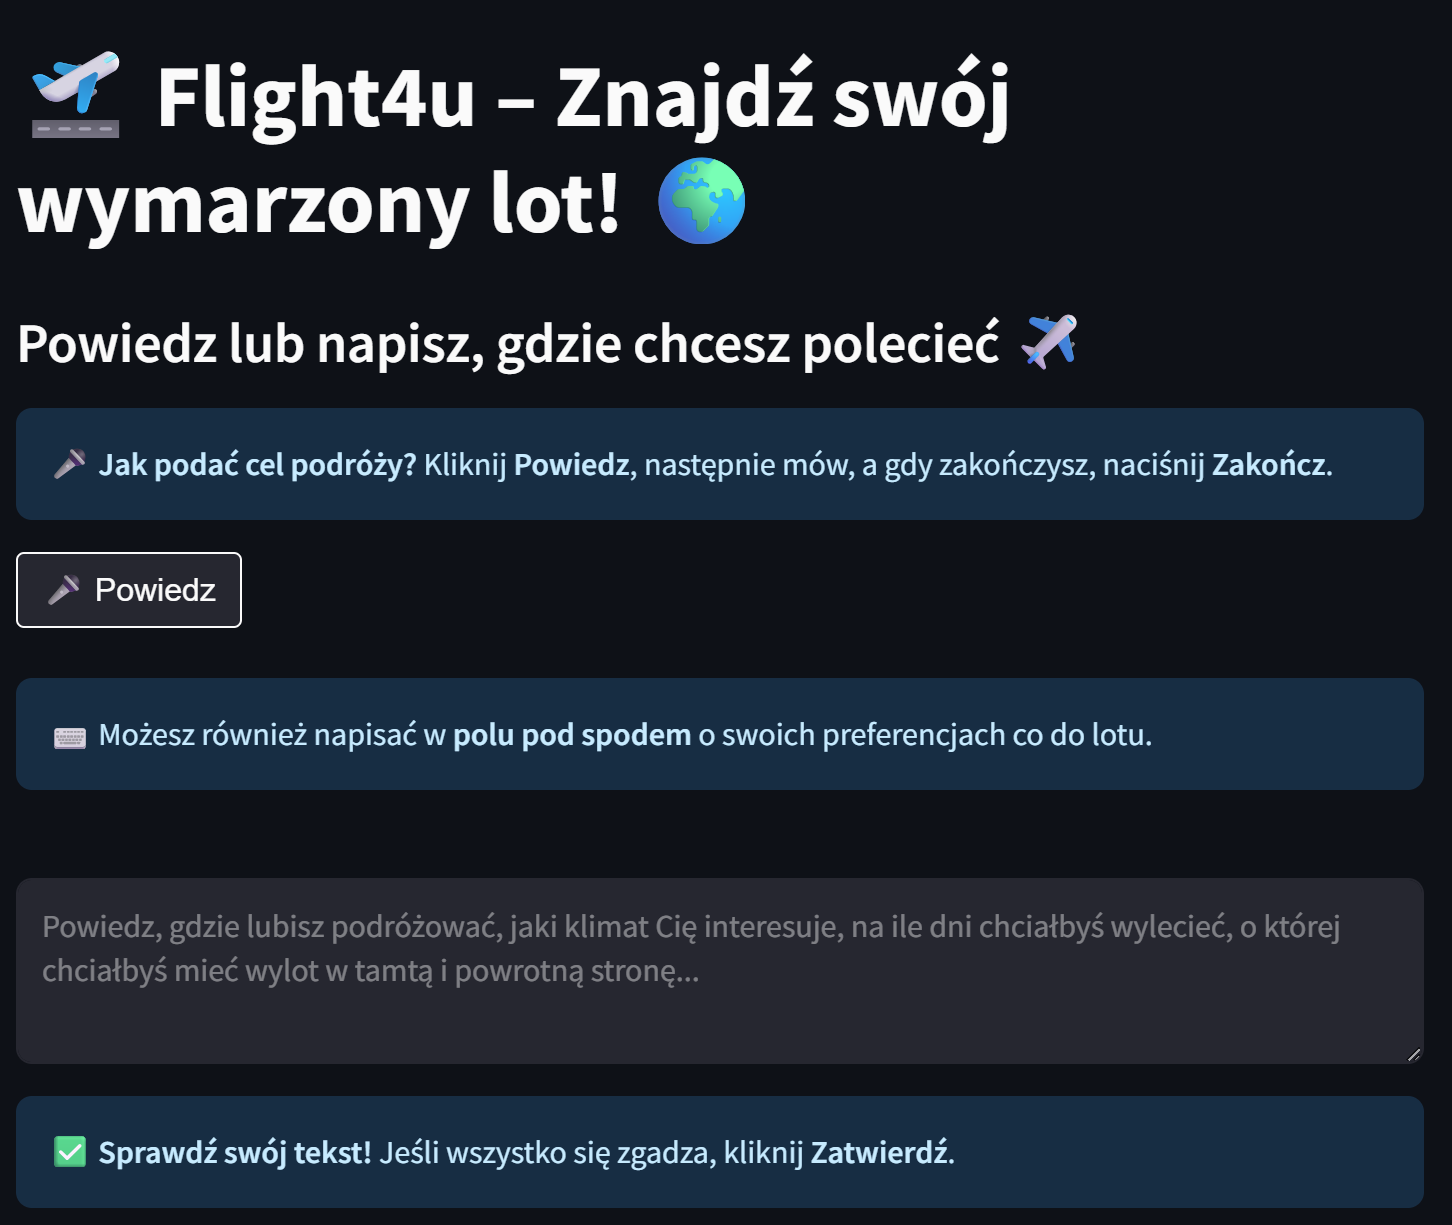 Flight4u – Znajdź swój
wymarzony lot!
Powiedz lub napisz, gdzie chcesz polecieć
Jak podać cel podróży? Kliknij Powiedz, następnie mów, a gdy zakończysz, naciśnij Zakończ.
Powiedz
Możesz również napisać w polu pod spodem o swoich preferencjach co do lotu.
Powiedz, gdzie lubisz podróżować, jaki klimat Cię interesuje, na ile dni chciałbyś wylecieć, o której
chciałbyś mieć wylot w tamtą i powrotną stronę...
Sprawdź swój tekst! Jeśli wszystko się zgadza, kliknij Zatwierdź.